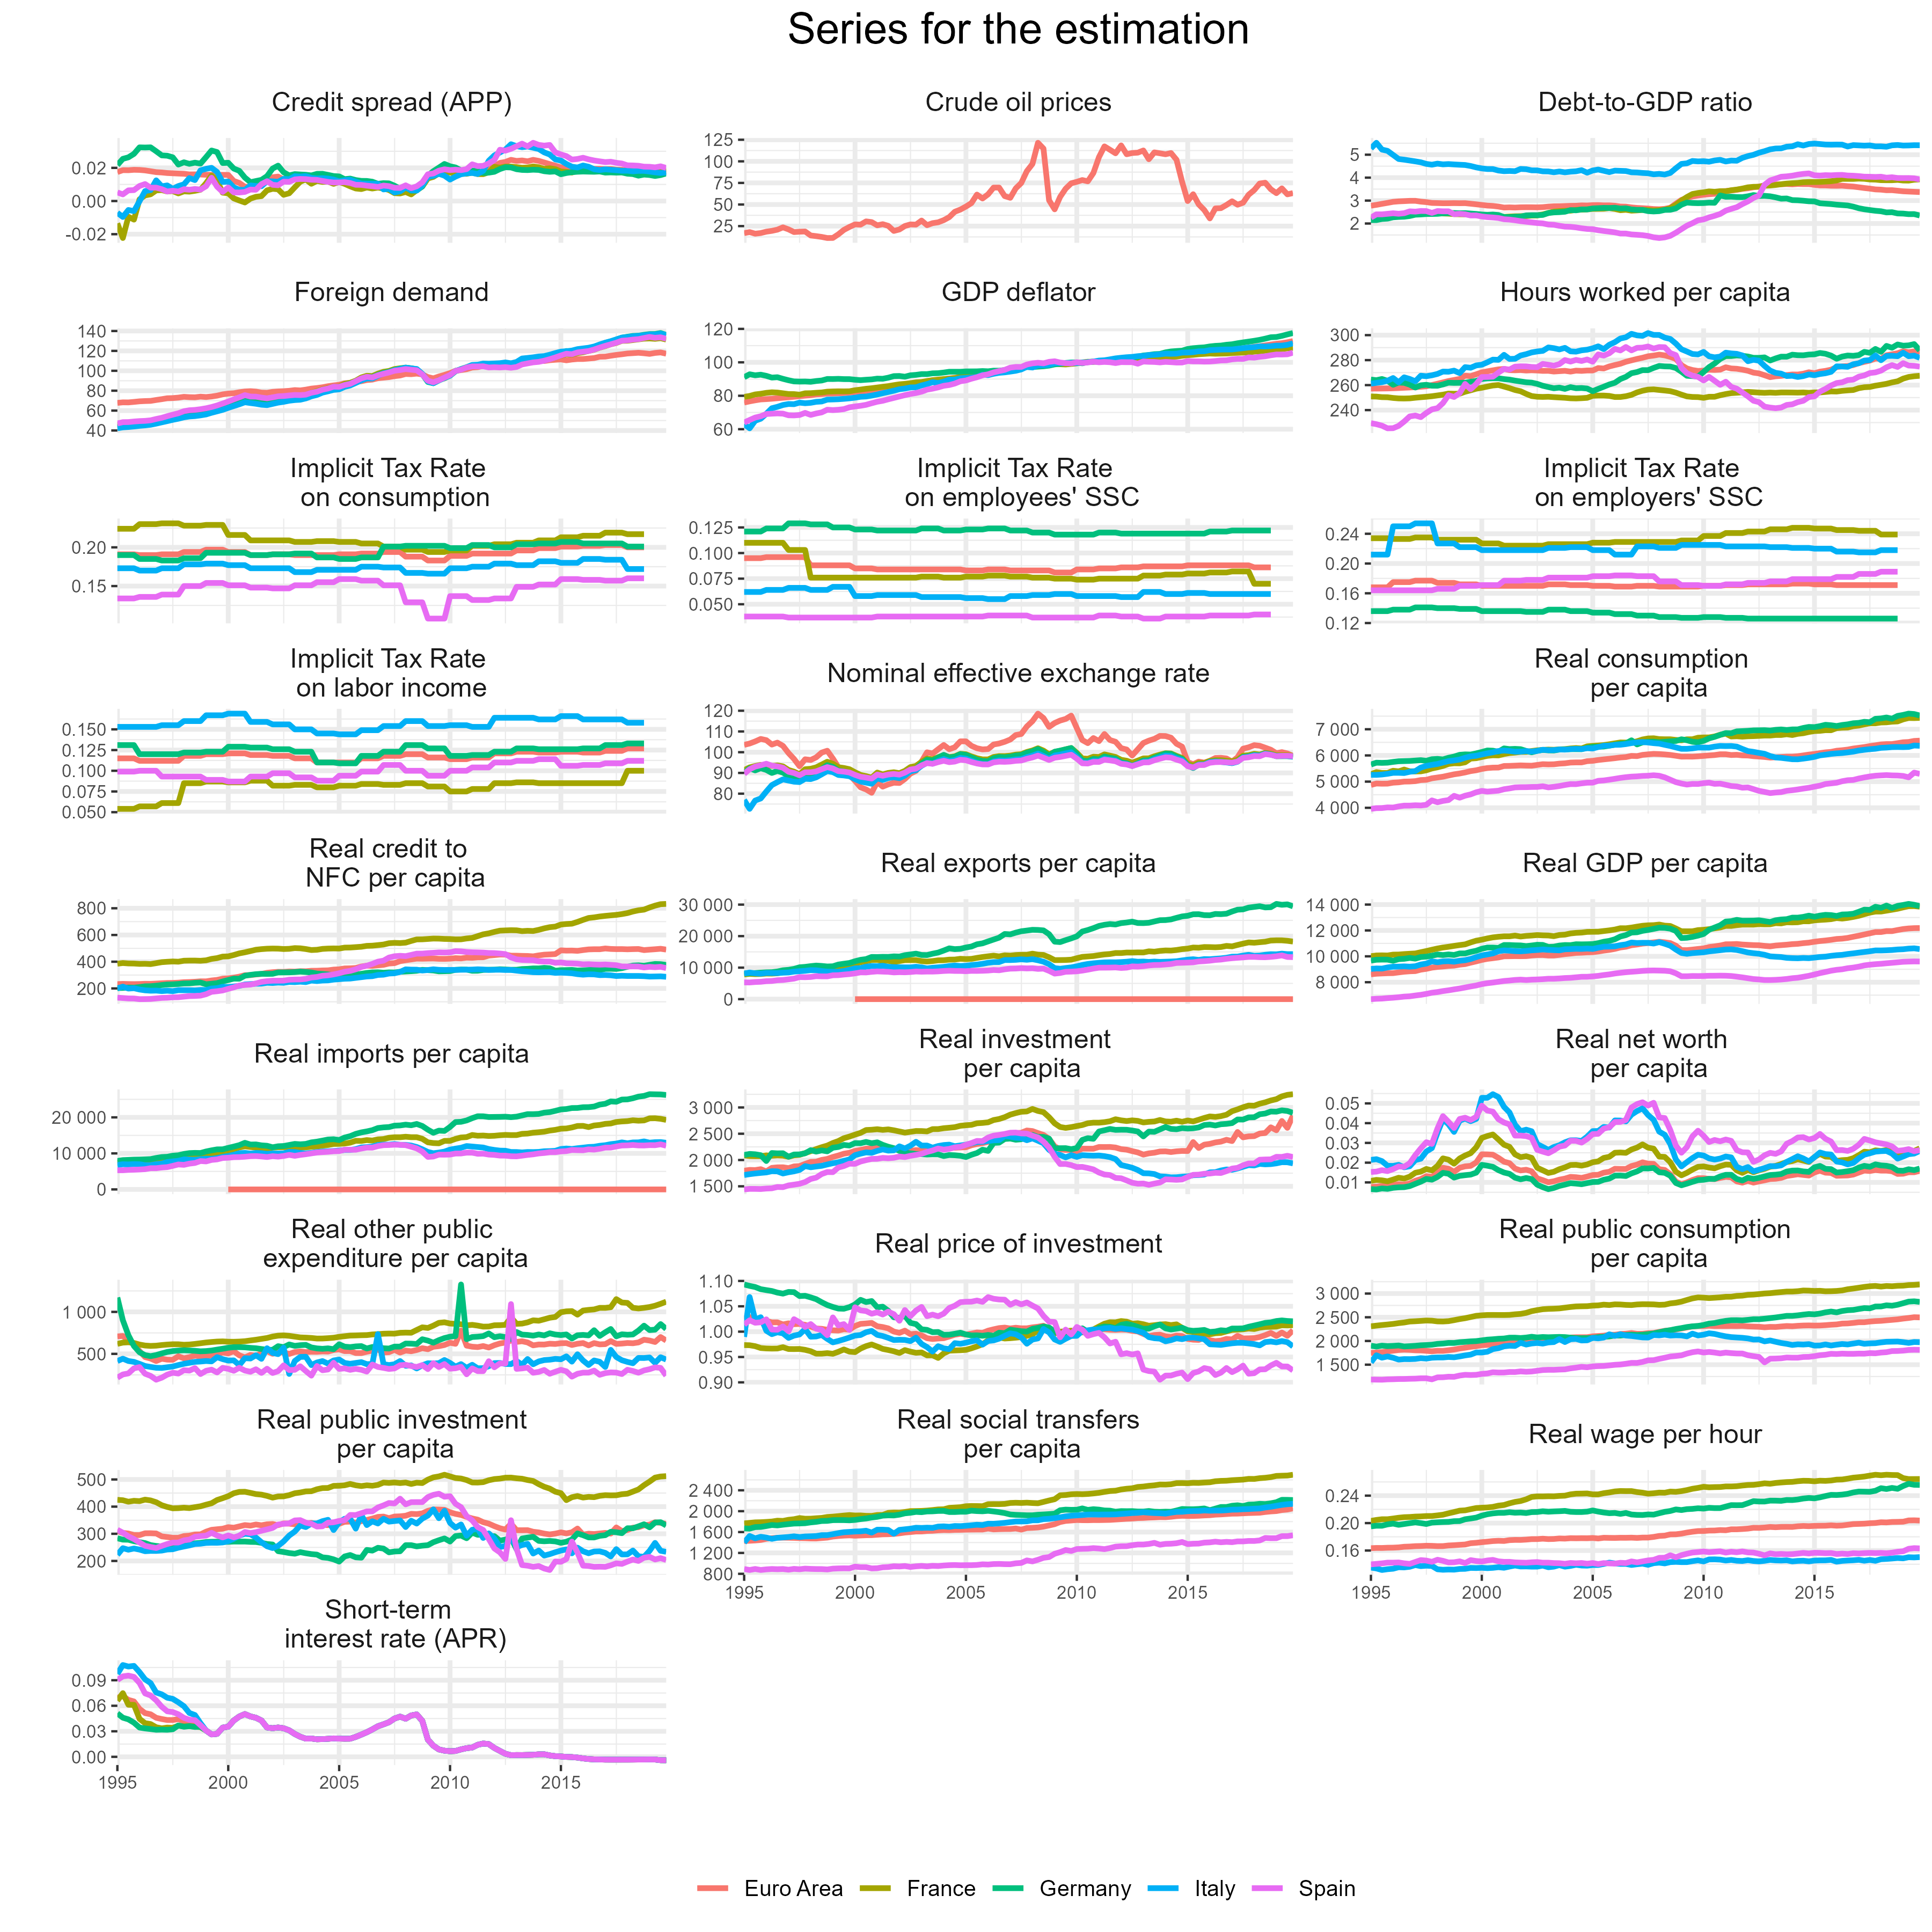 Series for the estimation
Credit spread (APP)
Crude oil prices
Debt-to-GDP ratio
0.02
0.00
-0.02
125
100
75
50
25
5
4
3
2
Foreign demand
GDP deflator
Hours worked per capita
140
120
100
80
60
40
120
100
80
60
300
280
260
240
Implicit Tax Rate
on consumption
Implicit Tax Rate
on employees' SSC
Implicit Tax Rate
on employers' SSC
0.20
0.15
0.125
0.100
0.075
0.050
0.24
0.20
0.16
0.12
Implicit Tax Rate
on labor income
Nominal effective exchange rate
Real consumption
per capita
0.150
0.125
0.100
0.075
0.050
120
110
100
90
80
7 000
6 000
5 000
4 000
Real credit to
NFC per capita
Real exports per capita
Real GDP per capita
800
600
400
200
30 000
20 000
10 000
0
14 000
12 000
10 000
8 000
Real imports per capita
Real investment
per capita
Real net worth
per capita
20 000
10 000
0
3 000
2 500
2 000
1 500
0.05
0.04
0.03
0.02
0.01
Real other public
expenditure per capita
Real price of investment
Real public consumption
per capita
1 000
500
1.10
1.05
1.00
0.95
0.90
3 000
2 500
2 000
1 500
Real public investment
per capita
Real social transfers
per capita
Real wage per hour
500
400
300
200
2 400
2 000
1 600
1 200
800
1995 2000 2005 2010 2015
0.24
0.20
0.16
1995 2000 2005 2010 2015
Short-term
interest rate (APR)
0.09
0.06
0.03
0.00
1995 2000 2005 2010 2015
Euro Area France Germany Italy Spain